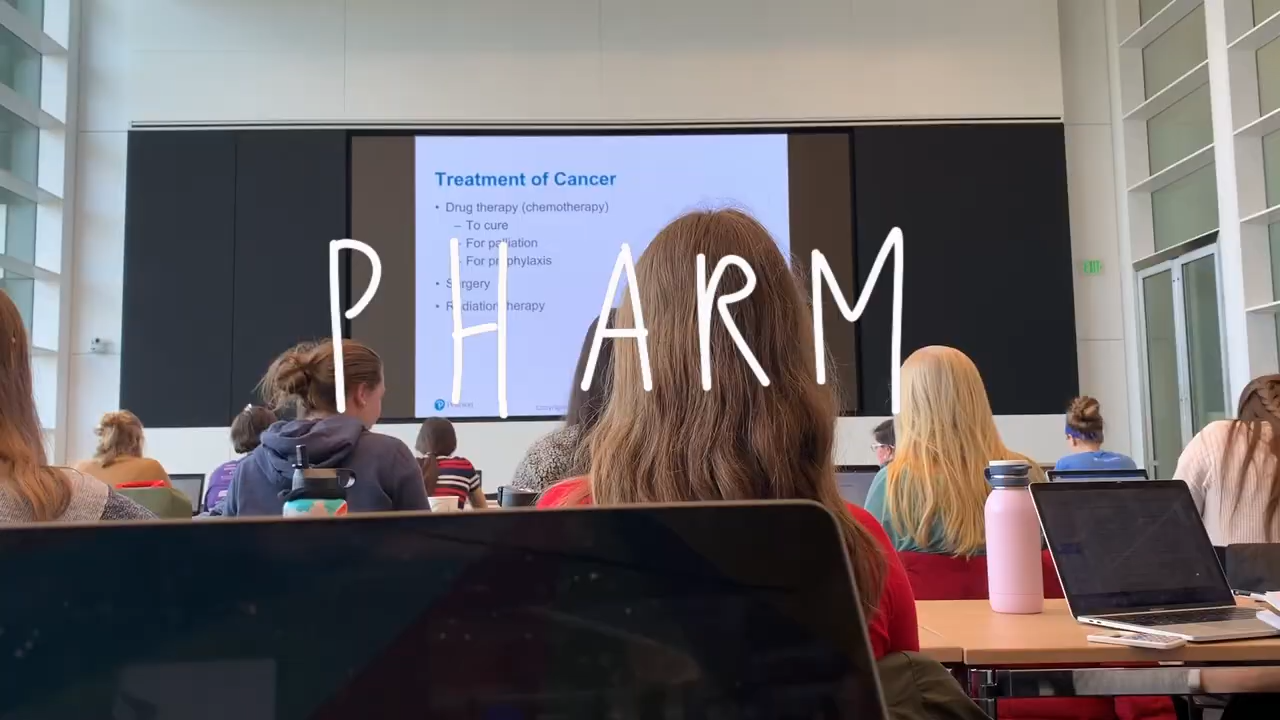 Treatment of Cancer
• Drug therapy (chemotherapy)
– To cure
– For palliation
– For prophylaxis
• Surgery
• Radiation therapy
PHARM